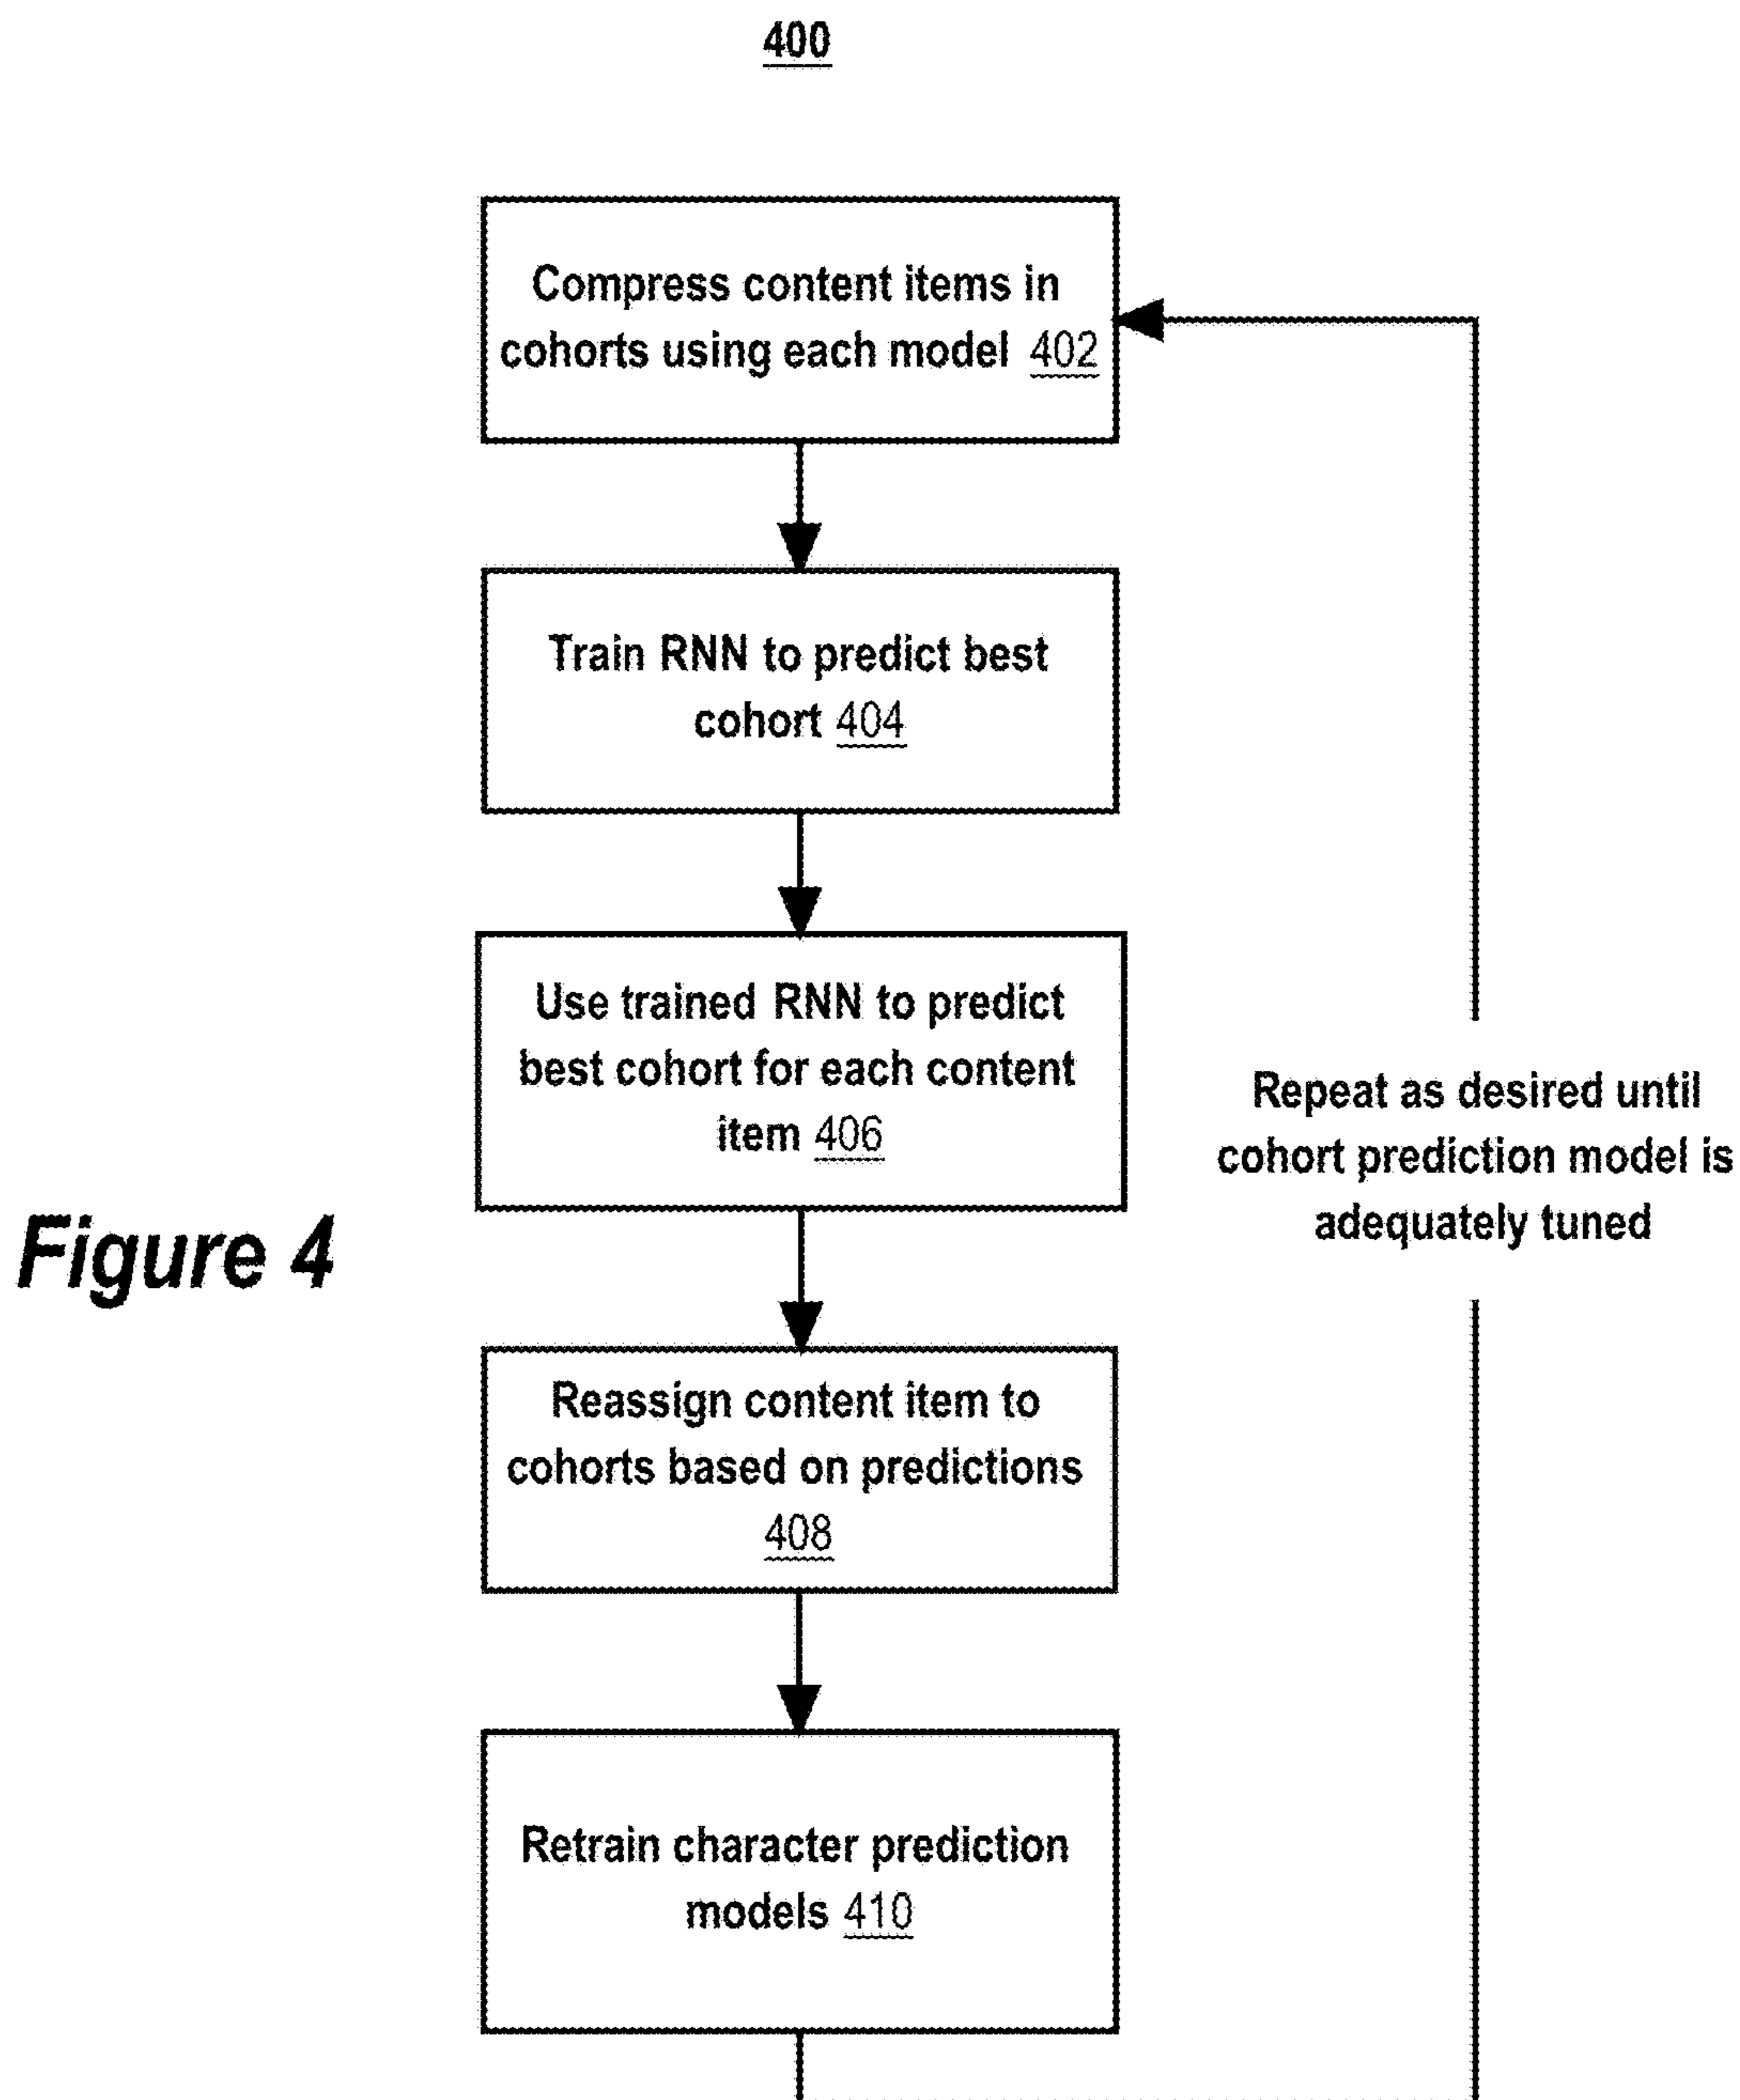 400
Compress content items in
cohorts using each model 402
Train RNN to predict best
cohort 404
Use trained RNN to predict
best cohort for each content
item 406
Repeat as desired until
cohort prediction model is
adequately tuned
Figure 4
Reassign content item to
cohorts based on predictions
408
Retrain character prediction
models 410